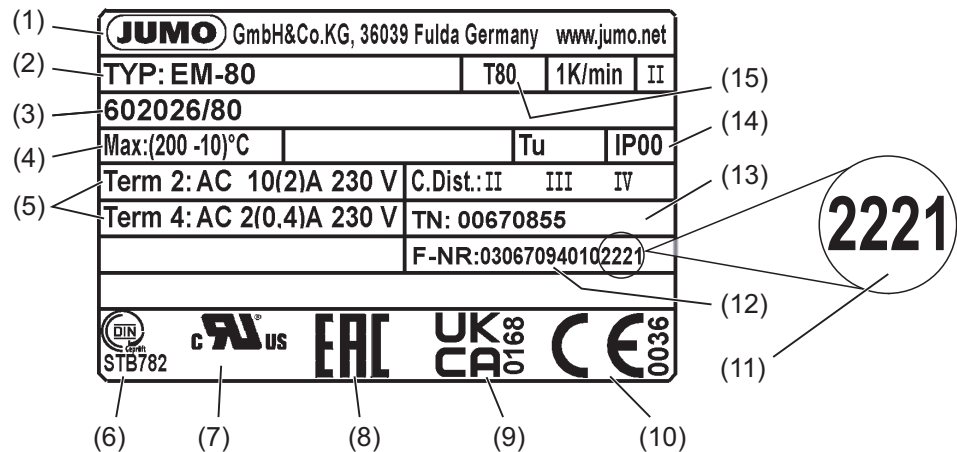 (1) JUMO GmbH&Co.KG, 36039 Fulda Germany www.jumo.net
(2) TYP: EM-80 T80 1K/min II (15)
(3) 602026/80
(4) Max:(200 -10)°C Tu IP00 (14)
(5) Term 2: AC 10(2)A 230 V C.Dist.: II III IV (13)
Term 4: AC 2(0,4)A 230 V TN: 00670855
2221
F-NR:030670940102221 (12)
(11)
DIN Geprüft STB782 c RU ® US EAC UK CA 0168 CE 0036
(6) (7) (8) (9) (10)